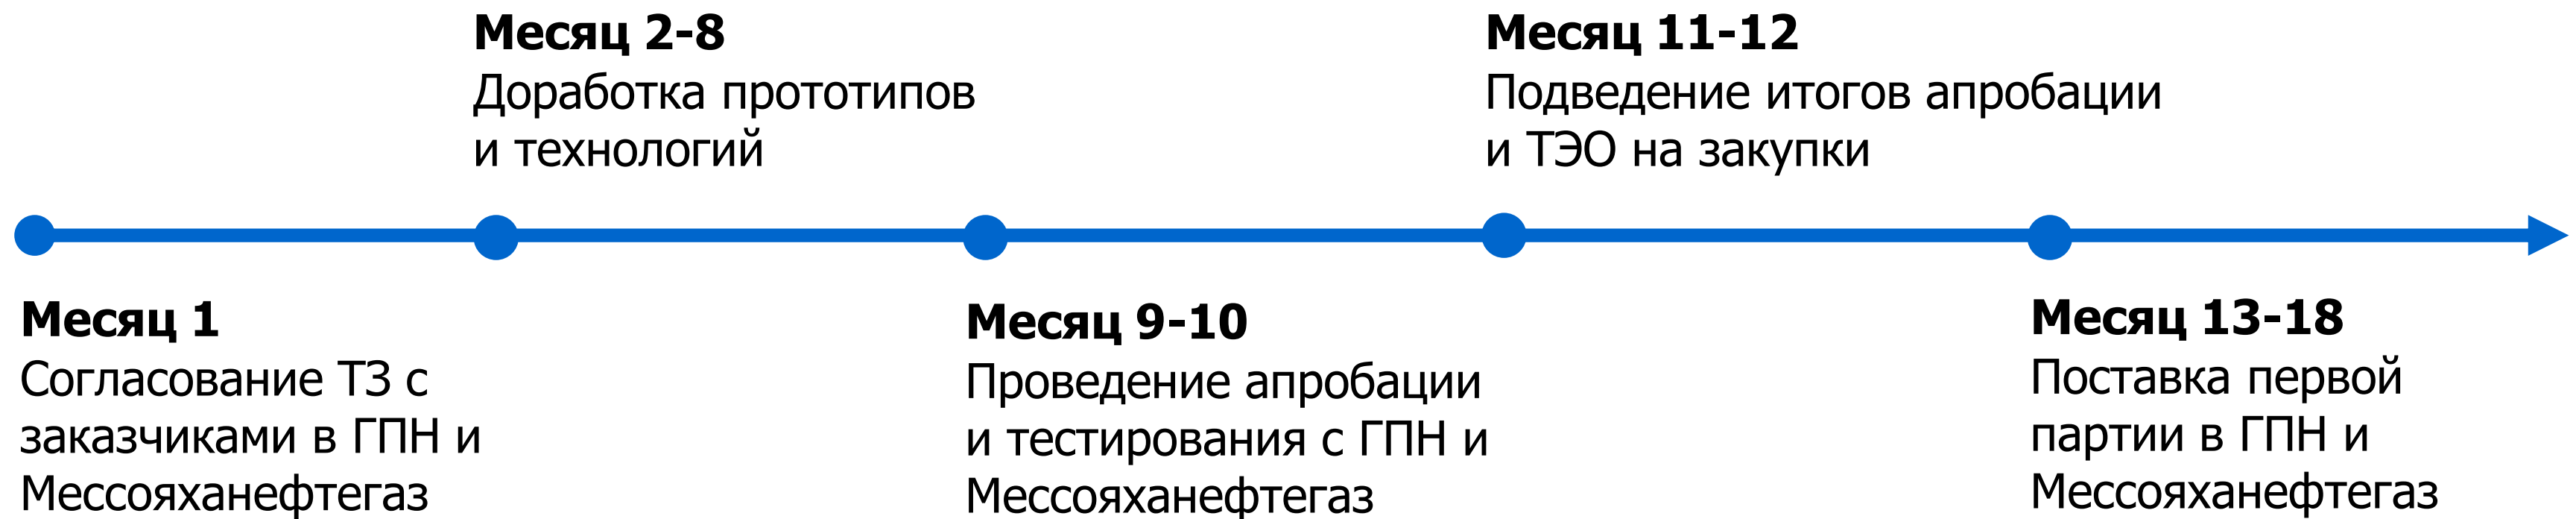 Месяц 2-8
Доработка прототипов
и технологий
Месяц 11-12
Подведение итогов апробации
и ТЭО на закупки
Месяц 1
Согласование ТЗ с
заказчиками в ГПН и
Мессояханефтегаз
Месяц 9-10
Проведение апробации
и тестирования с ГПН и
Мессояханефтегаз
Месяц 13-18
Поставка первой
партии в ГПН и
Мессояханефтегаз